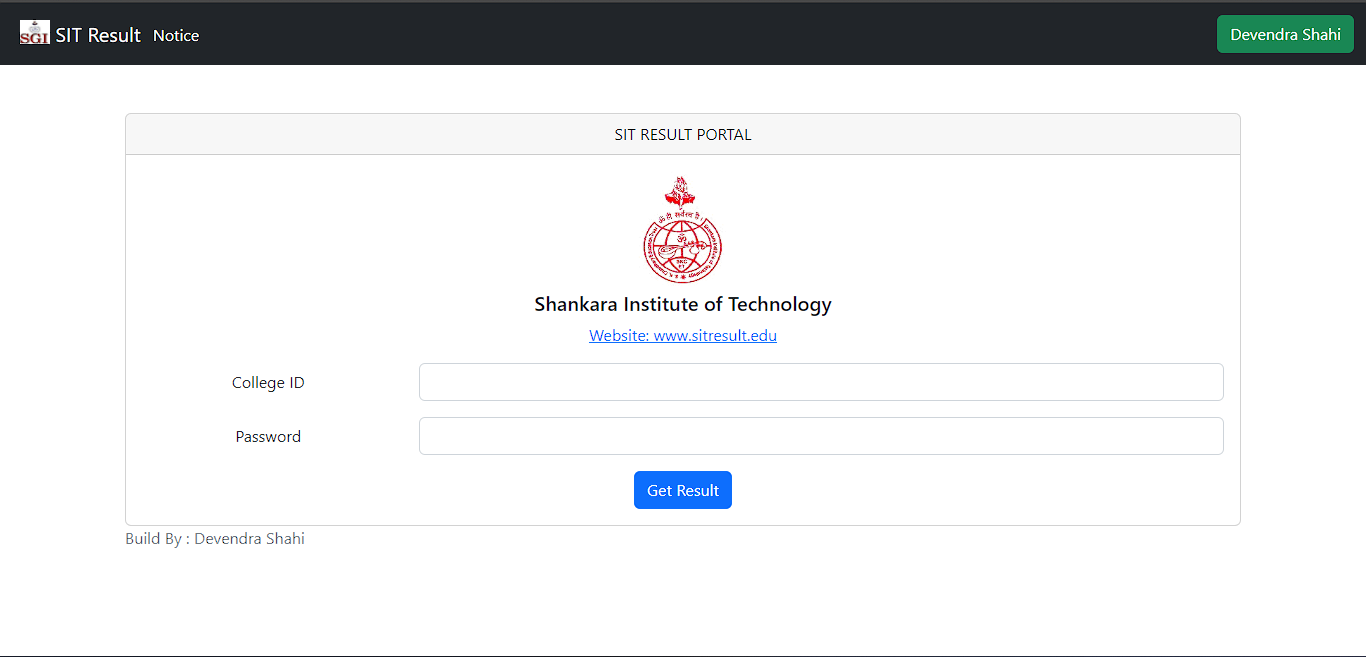 SGI SIT Result Notice Devendra Shahi
SIT RESULT PORTAL
Shankara Institute of Technology
Website: www.sitresult.edu
College ID
Password
Get Result
Build By : Devendra Shahi